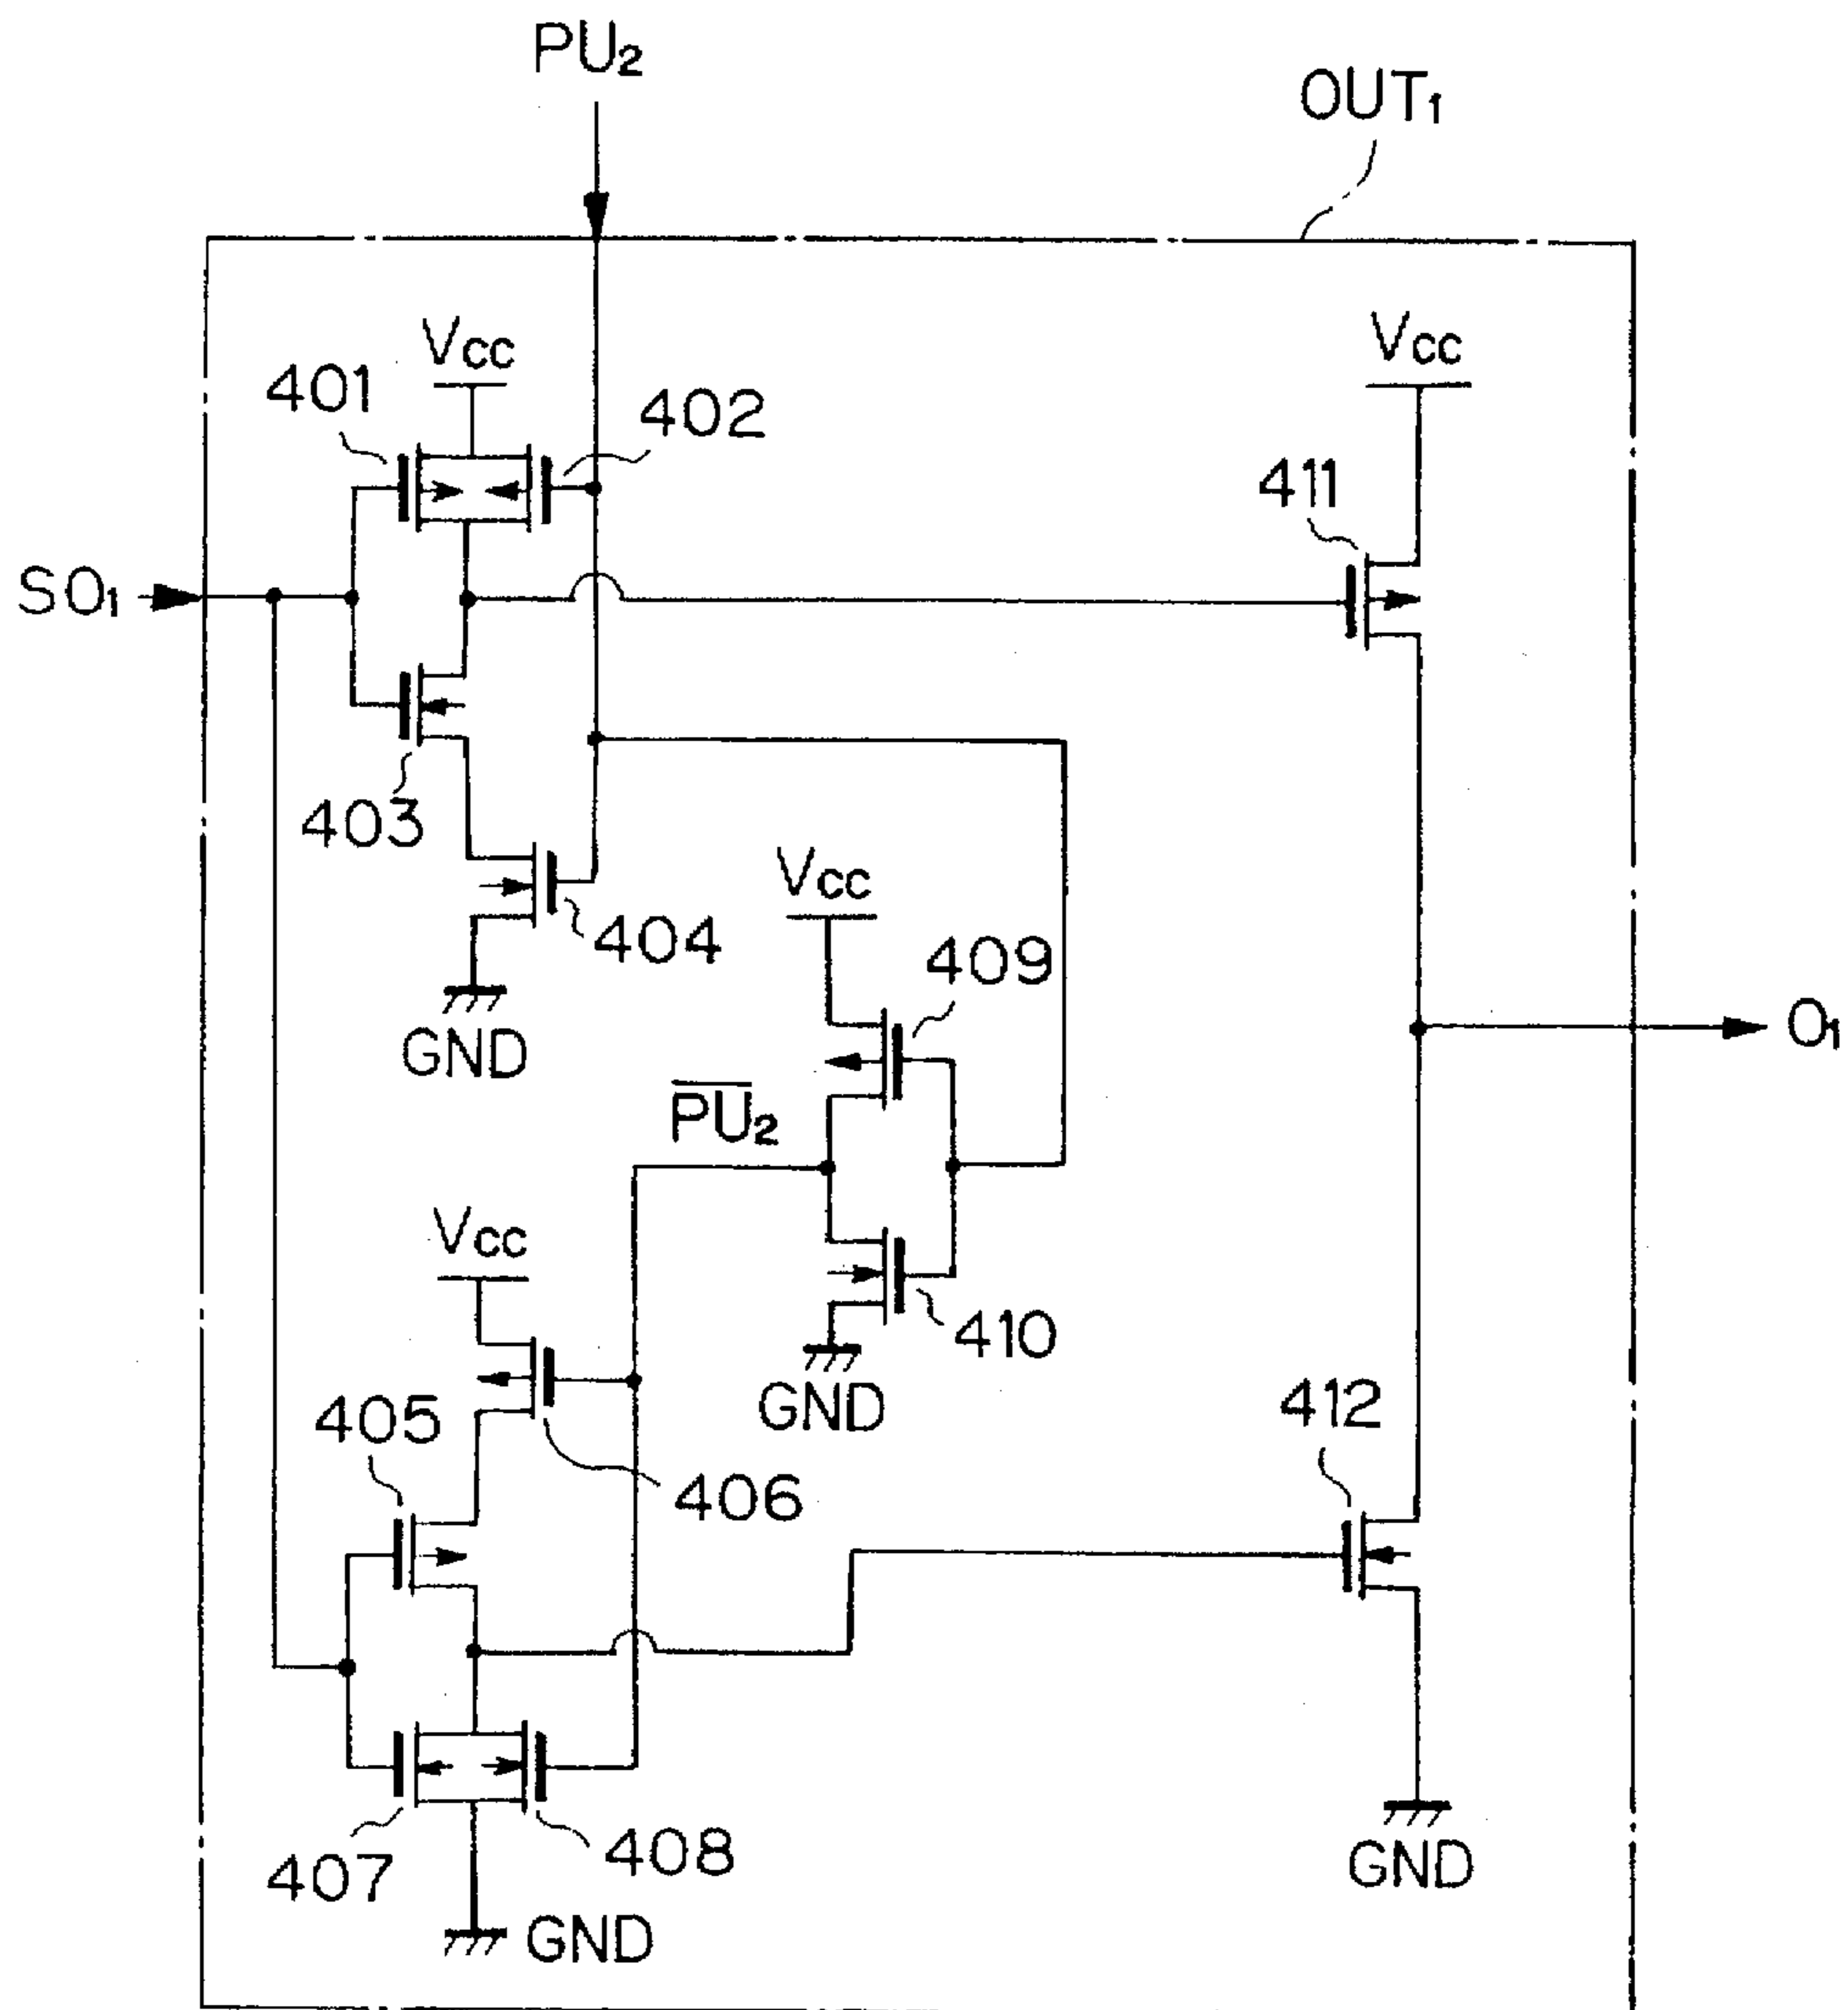 PU₂
OUT₁
Vcc
Vcc
401
402
411
SO₁
403
Vcc
404
409
GND
O₁
P̅U̅₂
Vcc
410
GND
405
412
406
407
408
GND
GND